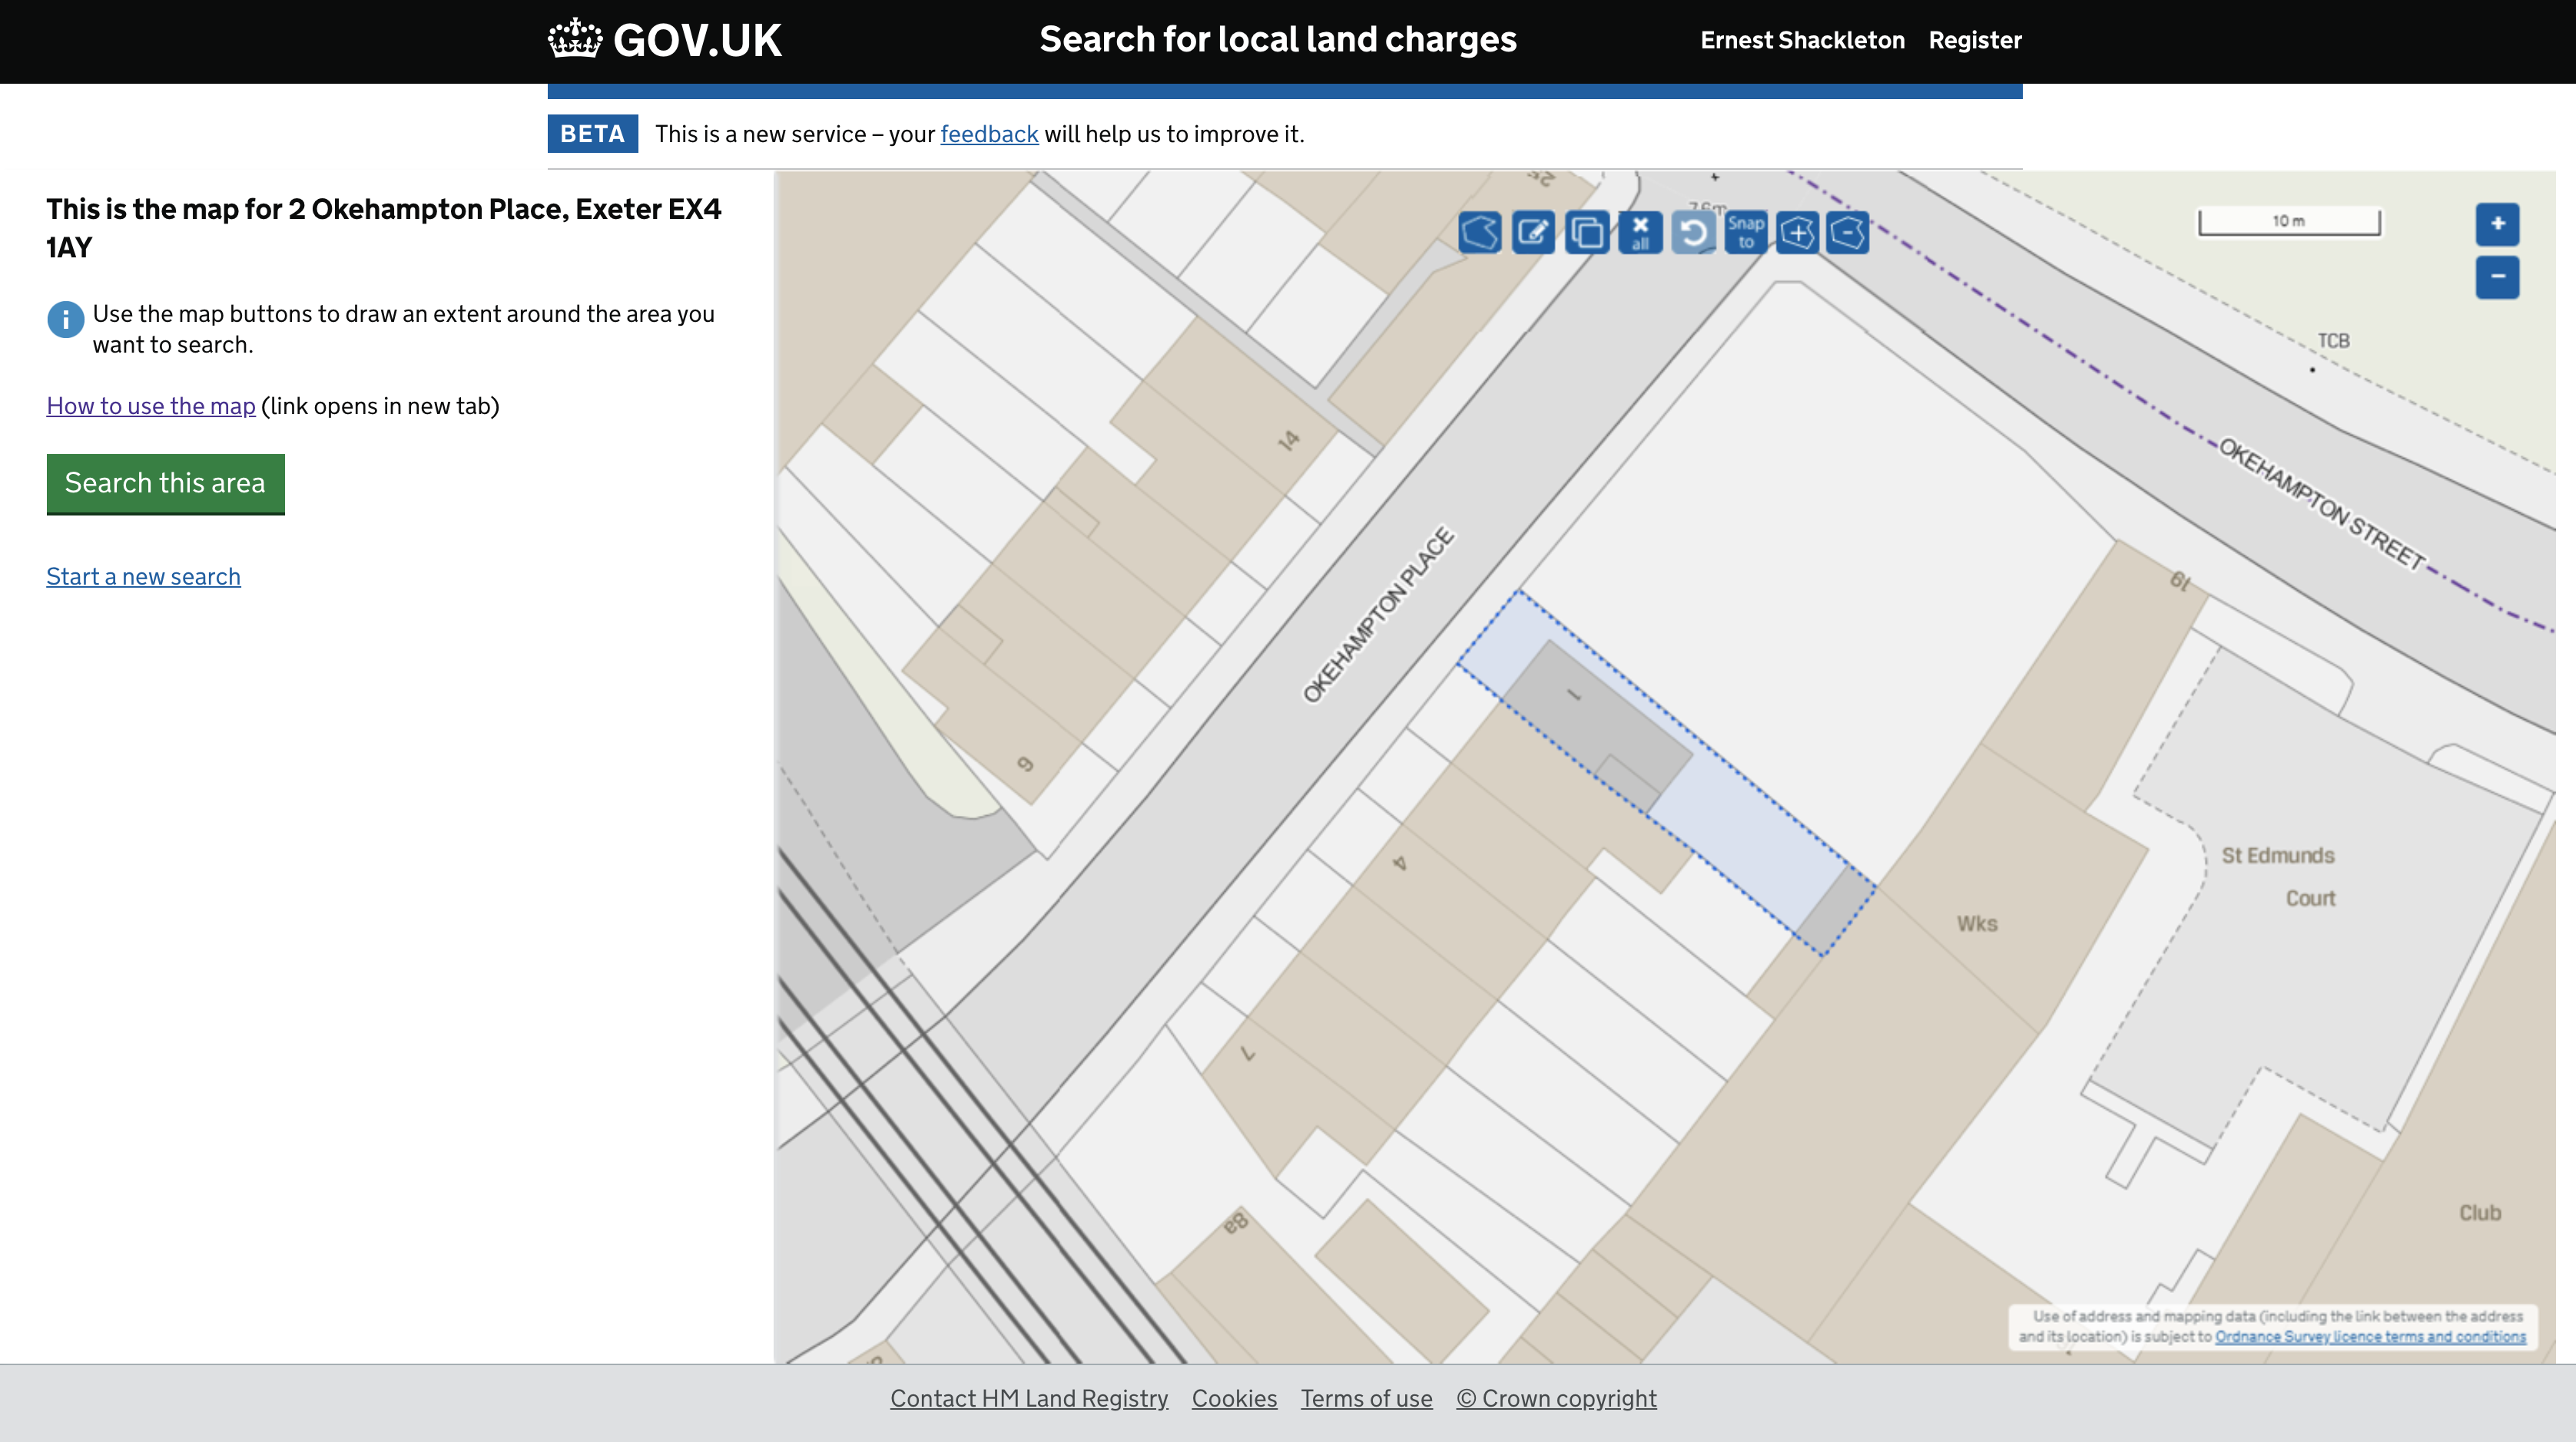 GOV.UK
Search for local land charges
Ernest Shackleton Register
BETA This is a new service – your feedback will help us to improve it.
This is the map for 2 Okehampton Place, Exeter EX4
1AY
i Use the map buttons to draw an extent around the area you
want to search.
How to use the map (link opens in new tab)
Search this area
Start a new search
x
all
Snap
to
+
-
10 m
+
-
TCB
14
OKEHAMPTON STREET
OKEHAMPTON PLACE
19
1
9
4
St Edmunds
Court
Wks
7
8a
Club
Use of address and mapping data (including the link between the address
and its location) is subject to Ordnance Survey licence terms and conditions
Contact HM Land Registry Cookies Terms of use © Crown copyright